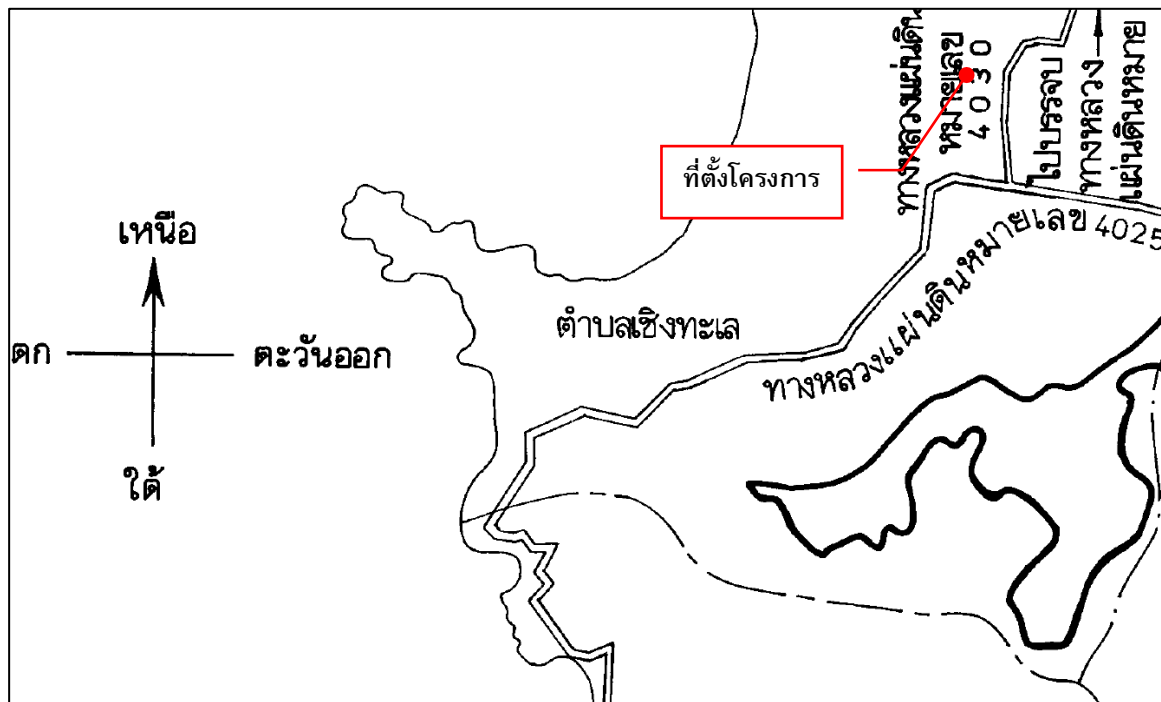 ทางหลวงแผ่นดิน
หมายเลข
4030
ไปบรรจบ
ทางหลวง
แผ่นดินหมาย
ที่ตั้งโครงการ
ทางหลวงแผ่นดินหมายเลข 4025
เหนือ
ตำบลเชิงทะเล
ตก
ตะวันออก
ใต้